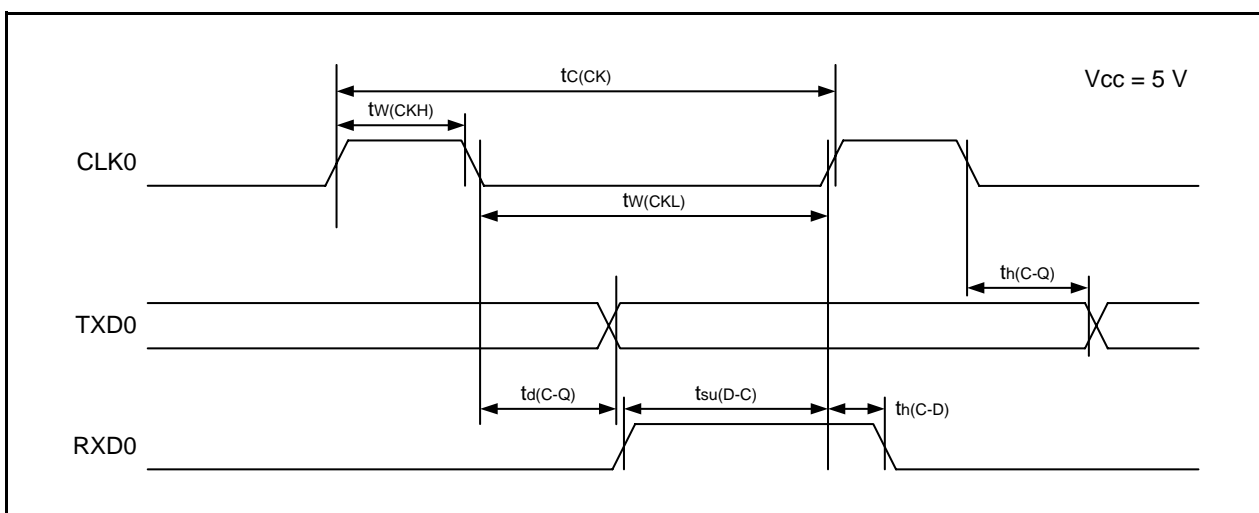 tC(CK)
Vcc = 5 V
tW(CKH)
CLK0
tW(CKL)
th(C-Q)
TXD0
td(C-Q)
tsu(D-C)
th(C-D)
RXD0